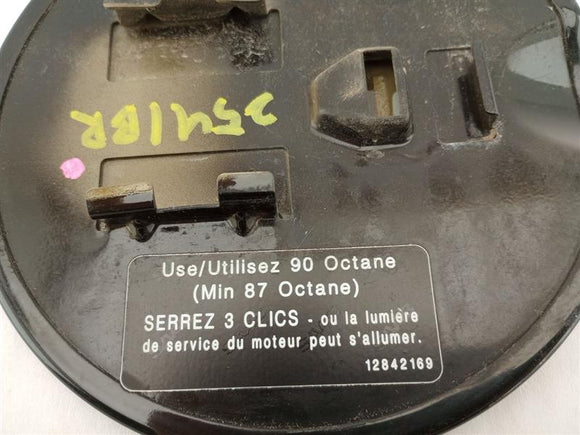 2541BR
Use/Utilisez 90 Octane
(Min 87 Octane)
SERREZ 3 CLICS - ou la lumière
de service du moteur peut s'allumer.
12842169